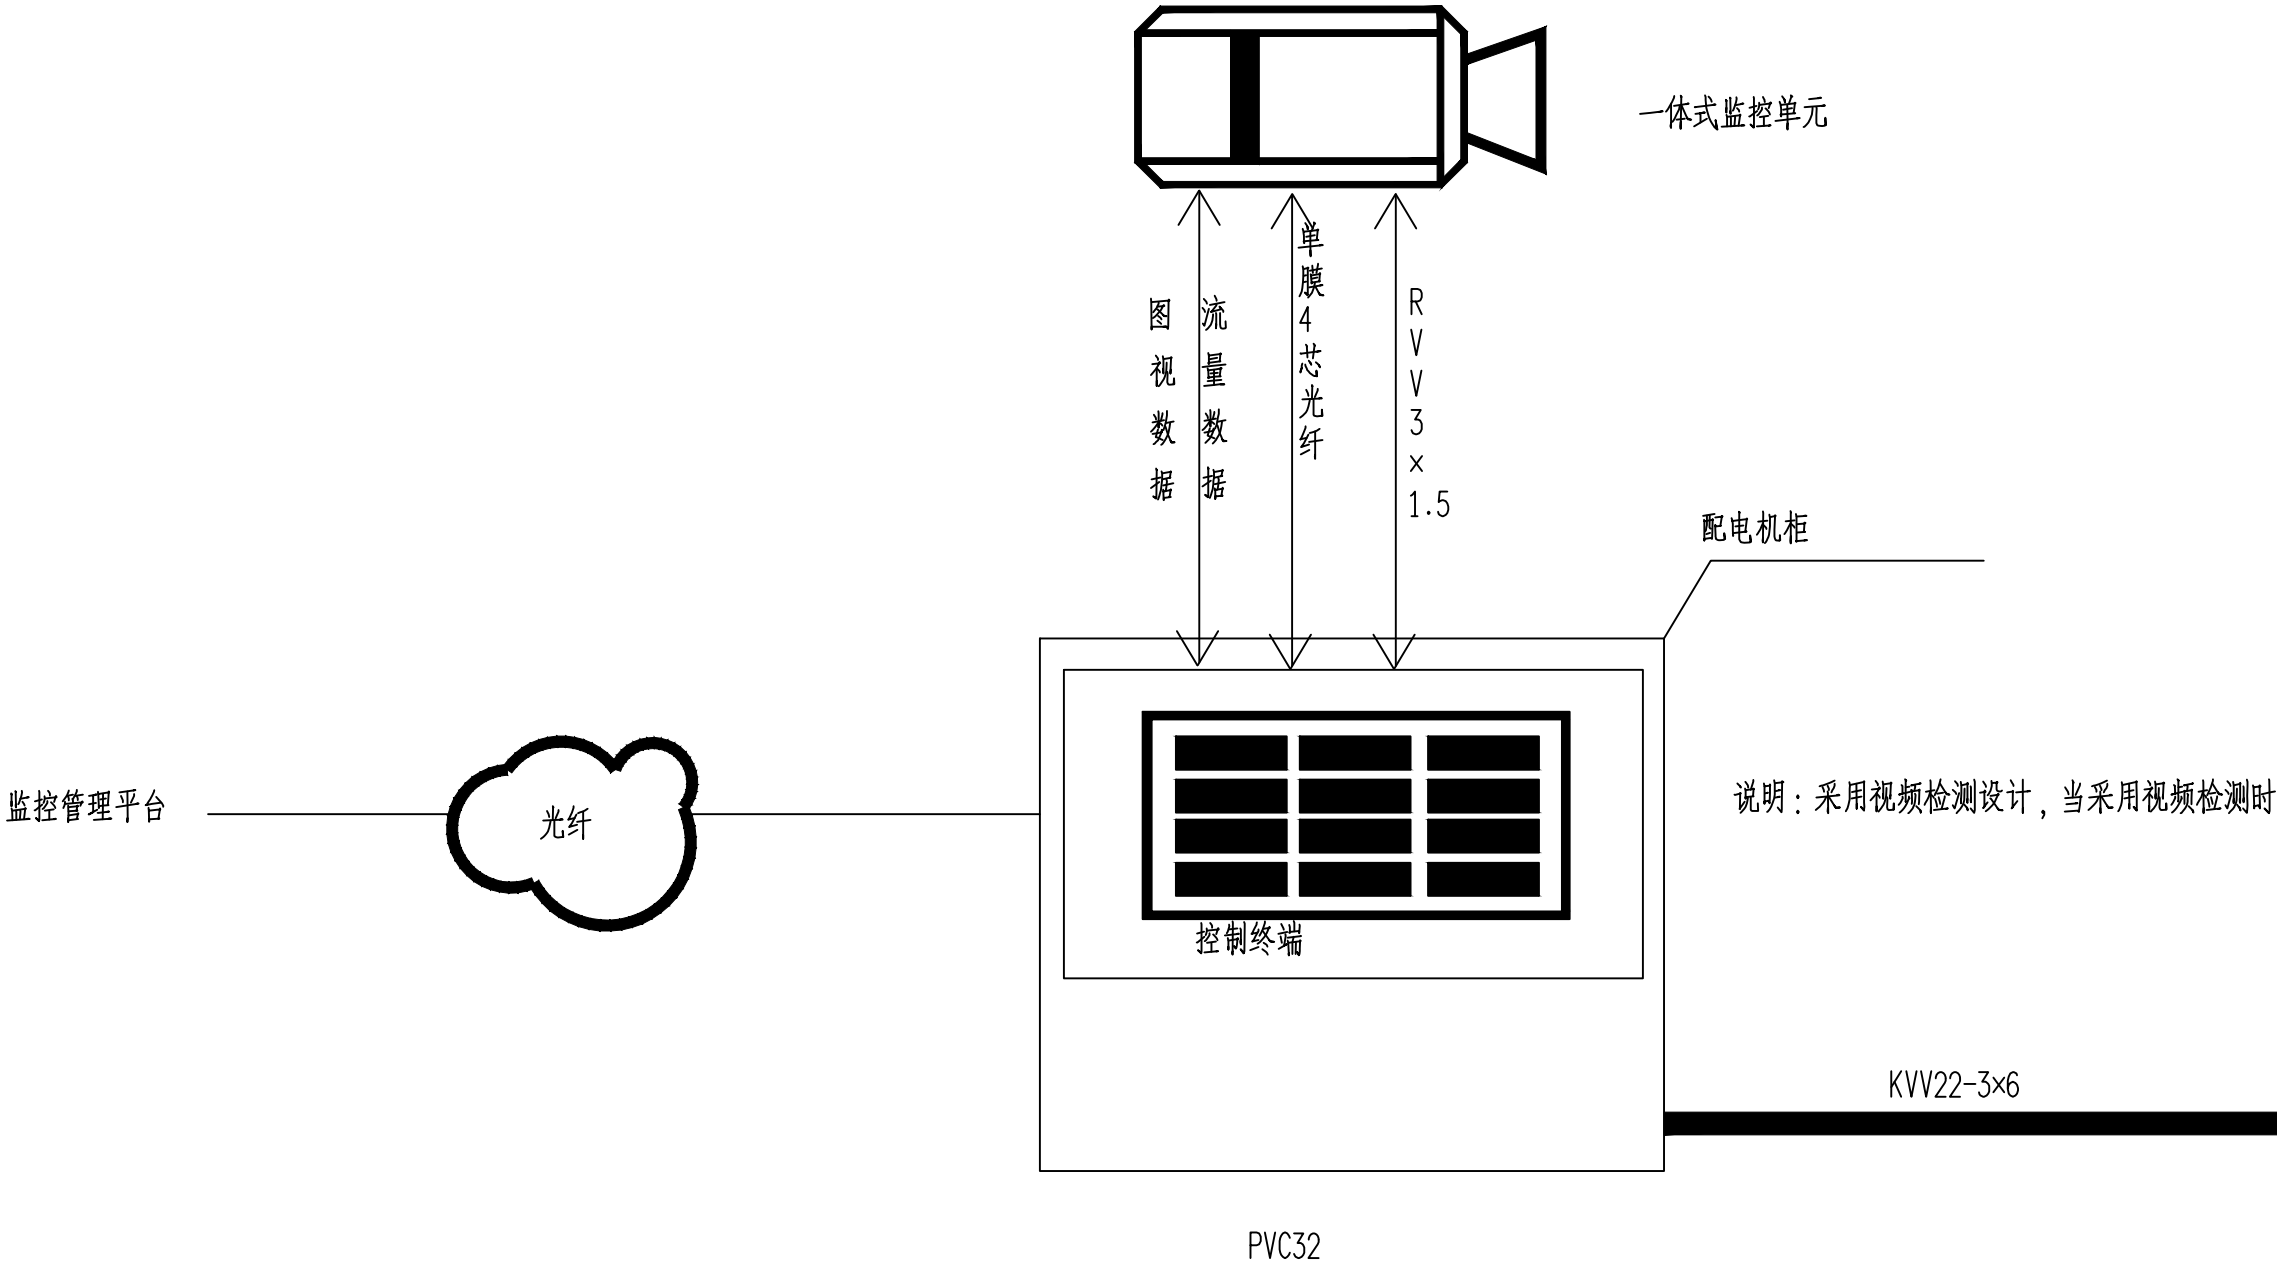 一体式监控单元
图视数据
流量数据
单膜4芯光纤
RVV3×1.5
配电机柜
监控管理平台
光纤
说明：采用视频检测设计，当采用视频检测时
控制终端
KVV22-3×6
PVC32